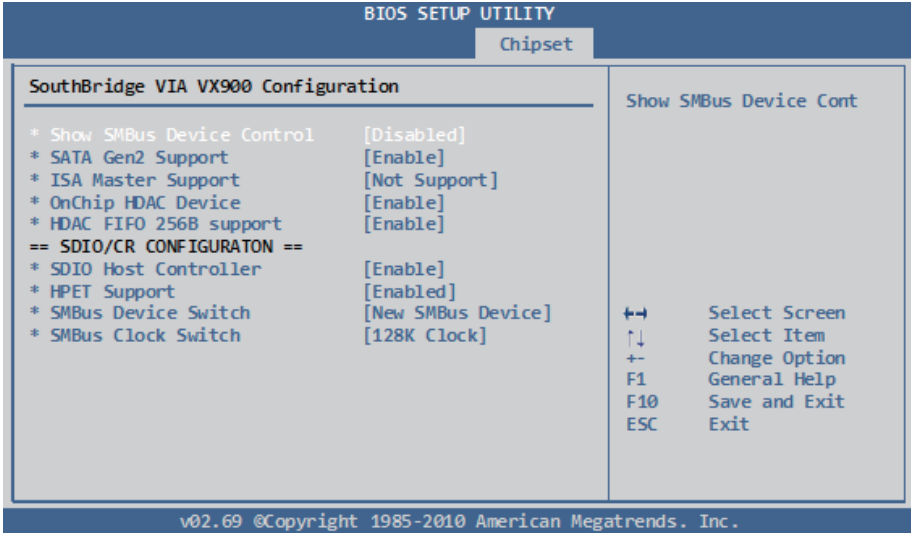 BIOS SETUP UTILITY
Chipset
SouthBridge VIA VX900 Configuration
* Show SMBus Device Control [Disabled]
* SATA Gen2 Support [Enable]
* ISA Master Support [Not Support]
* OnChip HDAC Device [Enable]
* HDAC FIFO 256B support [Enable]
== SDIO/CR CONFIGURATON ==
* SDIO Host Controller [Enable]
* HPET Support [Enabled]
* SMBus Device Switch [New SMBus Device]
* SMBus Clock Switch [128K Clock]
Show SMBus Device Cont
←→ Select Screen
↑↓ Select Item
+- Change Option
F1 General Help
F10 Save and Exit
ESC Exit
v02.69 ©Copyright 1985-2010 American Megatrends. Inc.